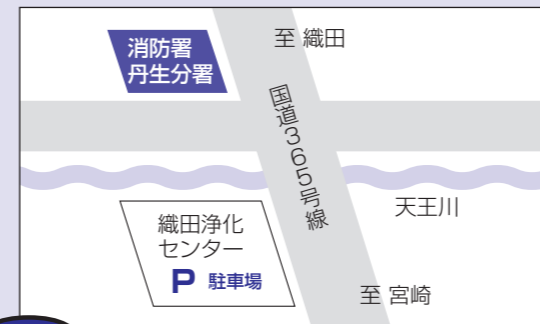 消防署
丹生分署
至 織田
国道365号線
天王川
織田浄化
センター
P 駐車場
至 宮崎